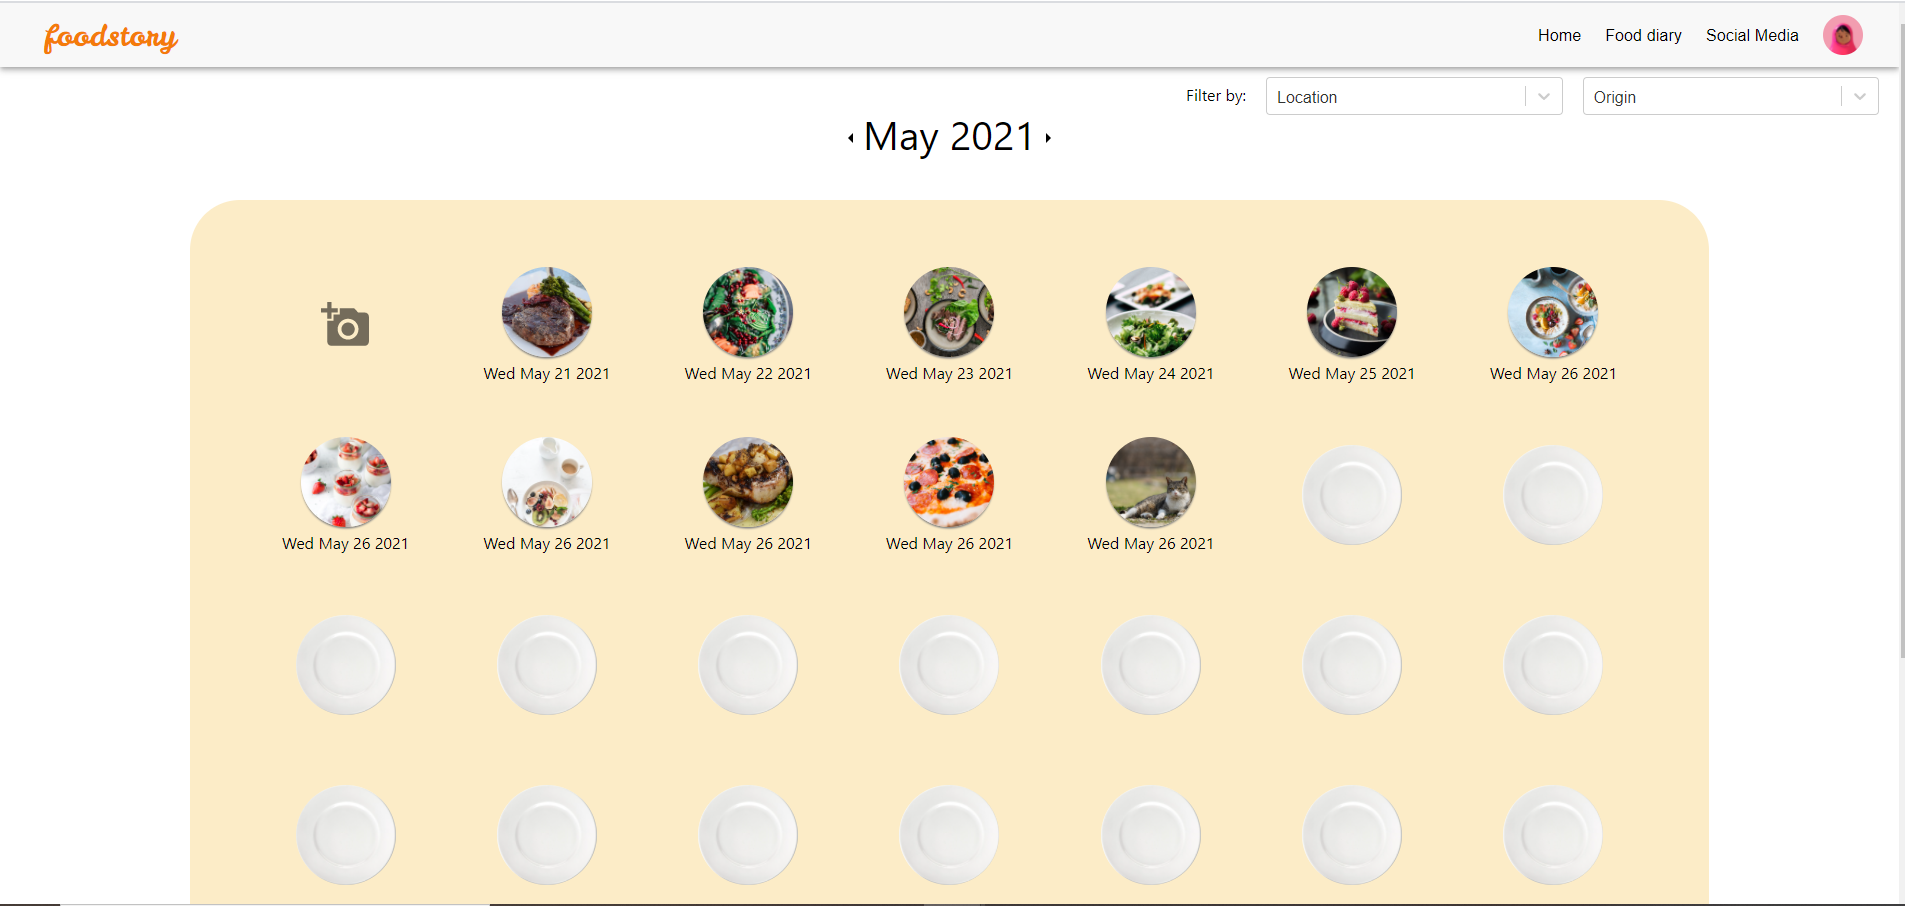 foodstory
Home Food diary Social Media
Filter by: Location Origin
May 2021
Wed May 21 2021 Wed May 22 2021 Wed May 23 2021 Wed May 24 2021 Wed May 25 2021 Wed May 26 2021
Wed May 26 2021 Wed May 26 2021 Wed May 26 2021 Wed May 26 2021 Wed May 26 2021